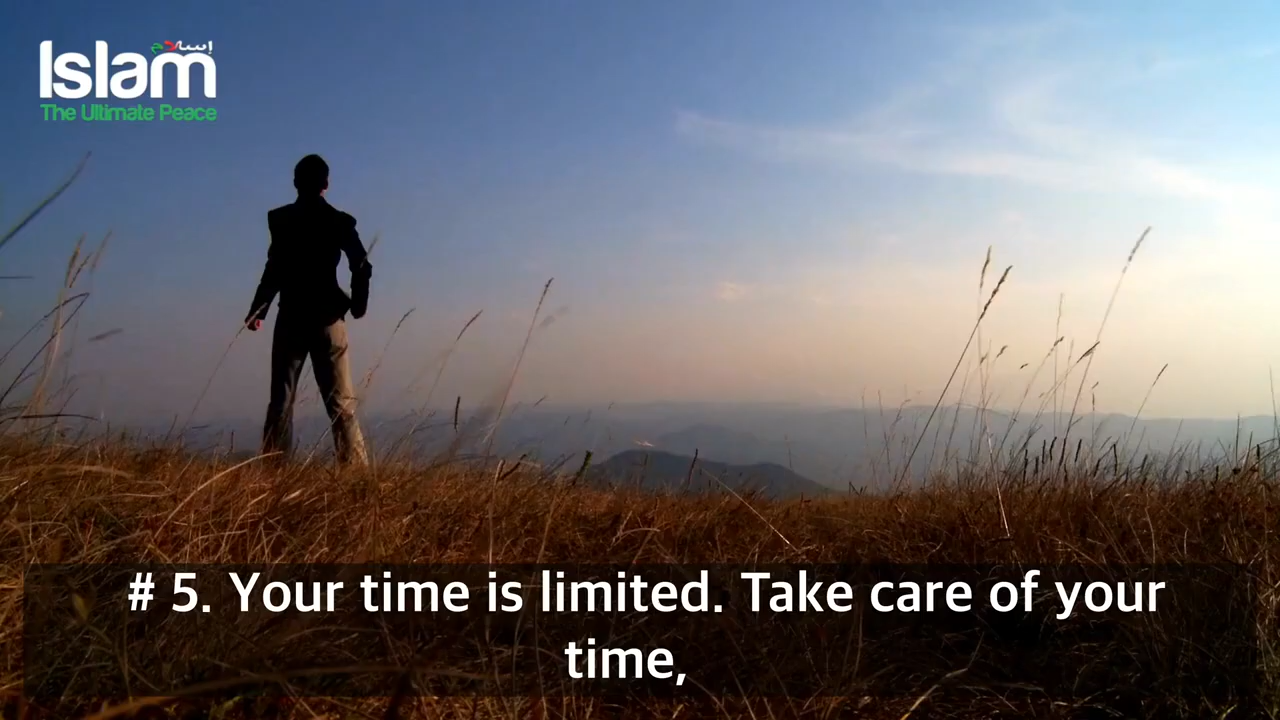 إسلام
Islam
The Ultimate Peace
# 5. Your time is limited. Take care of your
time,